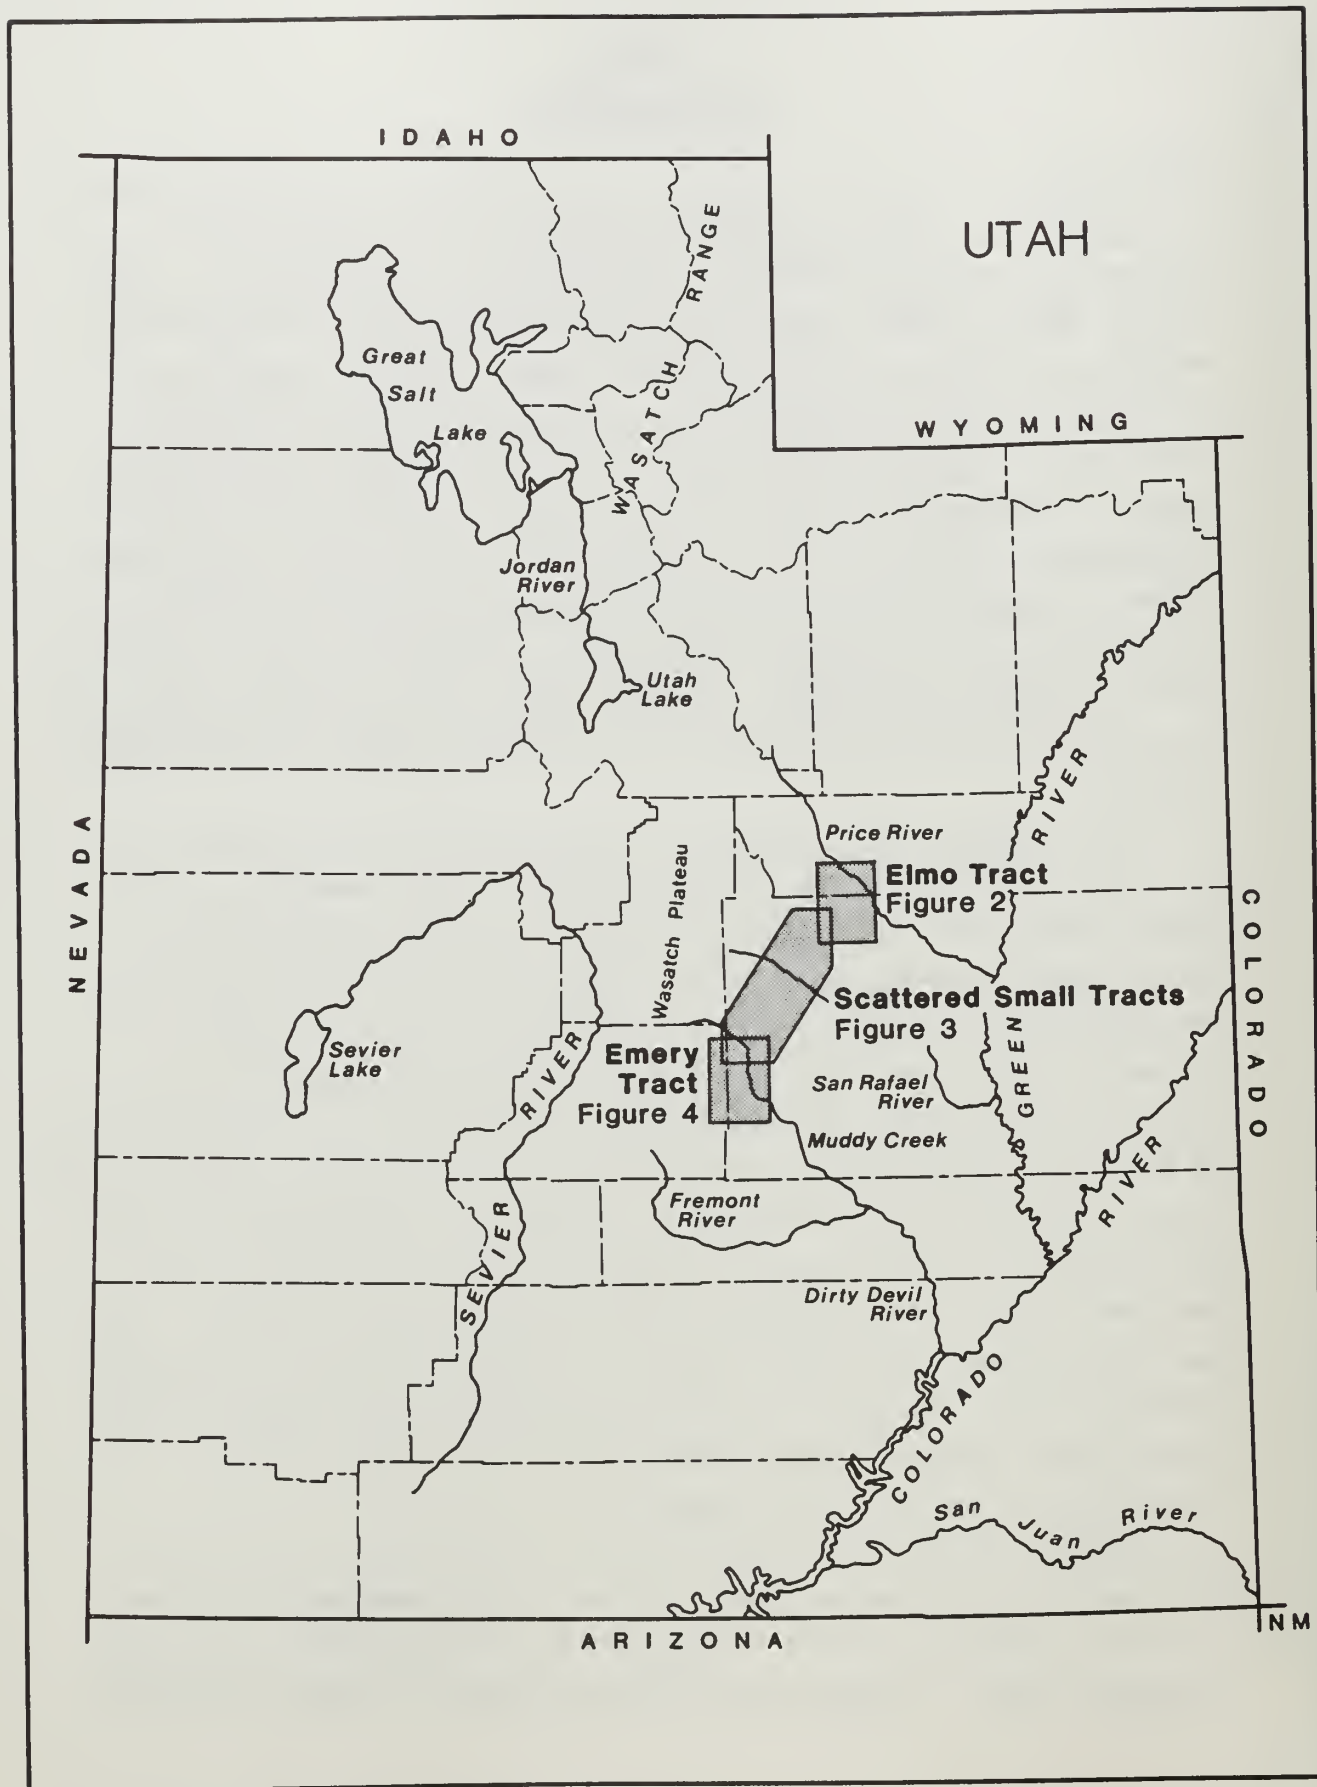 IDAHO
UTAH
WASATCH RANGE
Great
Salt
Lake
WYOMING
Jordan
River
Utah
Lake
NEVADA
Price River
RIVER
Wasatch Plateau
Elmo Tract
Figure 2
COLORADO
Scattered Small Tracts
Figure 3
GREEN
Sevier
Lake
RIVER
Emery
Tract
Figure 4
San Rafael
River
Muddy Creek
RIVER
Fremont
River
SEVIER
Dirty Devil
River
COLORADO
San Juan River
ARIZONA
NM